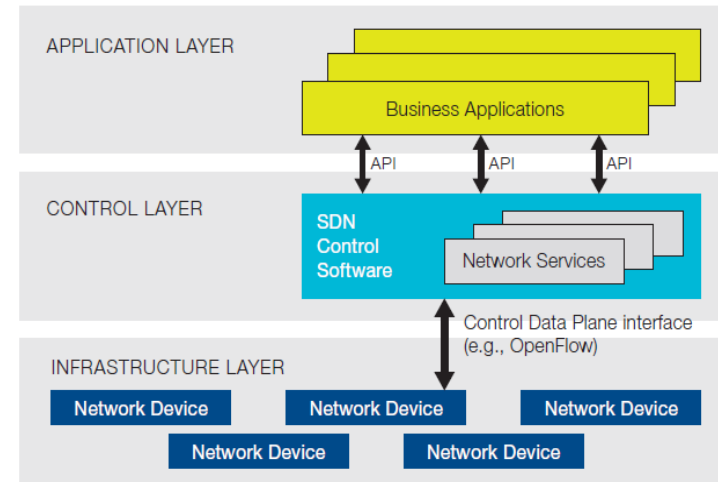 APPLICATION LAYER
Business Applications
API
API
API
CONTROL LAYER
SDN
Control
Software
Network Services
Control Data Plane interface
(e.g., OpenFlow)
INFRASTRUCTURE LAYER
Network Device
Network Device
Network Device
Network Device
Network Device